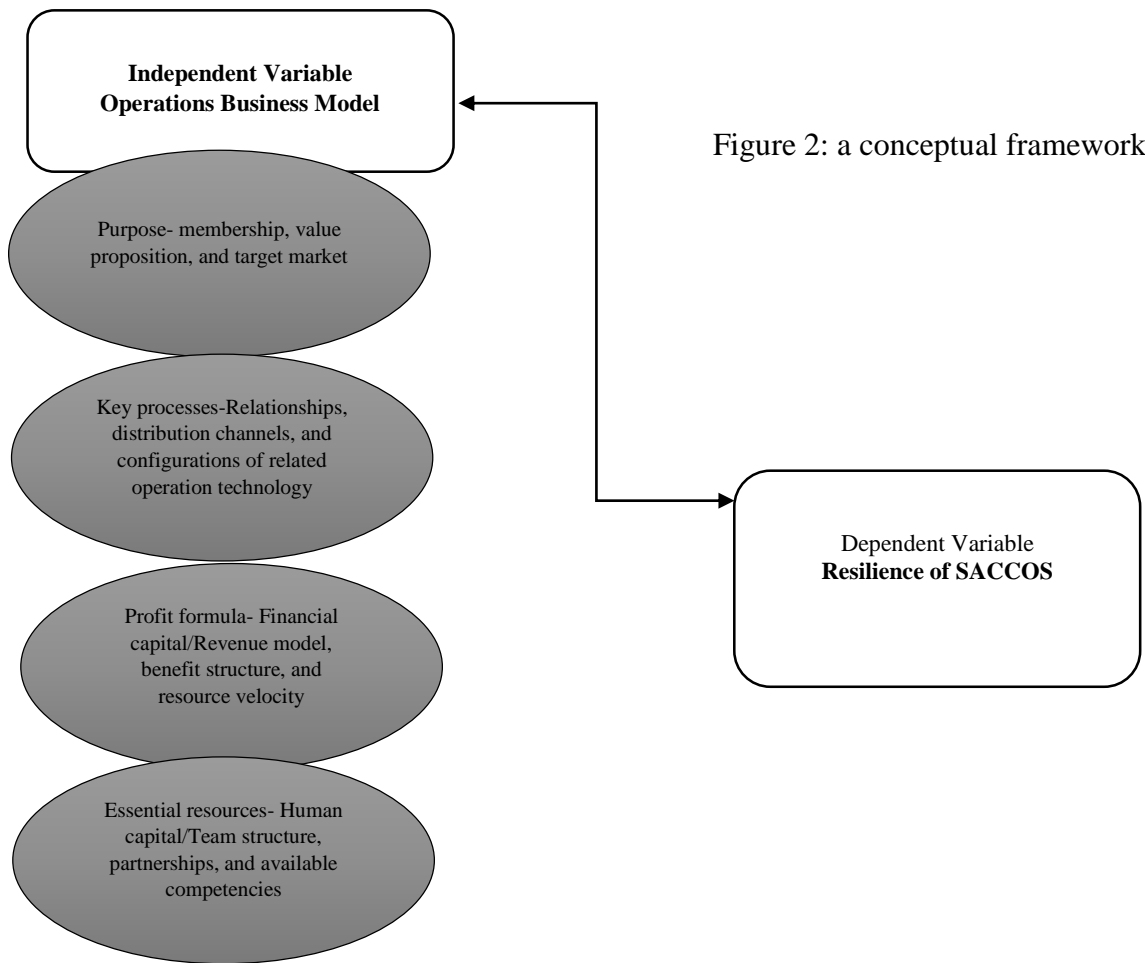 Independent Variable
Operations Business Model
Figure 2: a conceptual framework
Purpose- membership, value
proposition, and target market
Key processes-Relationships,
distribution channels, and
configurations of related
operation technology
Profit formula- Financial
capital/Revenue model,
benefit structure, and
resource velocity
Essential resources- Human
capital/Team structure,
partnerships, and available
competencies
Dependent Variable
Resilience of SACCOS